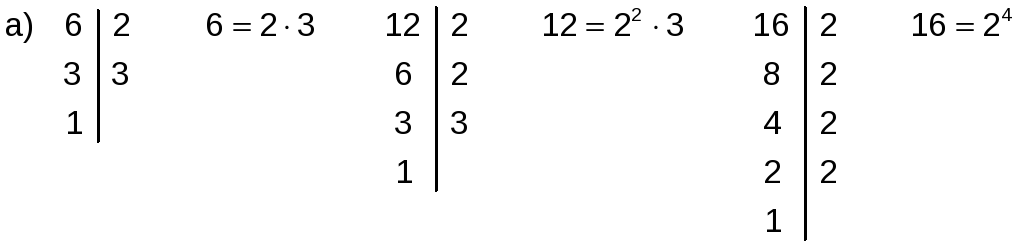 a) 6 | 2 6 = 2 · 3 12 | 2 12 = 2² · 3 16 | 2 16 = 2⁴
3 | 3 6 | 2 8 | 2
1 | 3 | 3 4 | 2
1 | 2 | 2
1 |